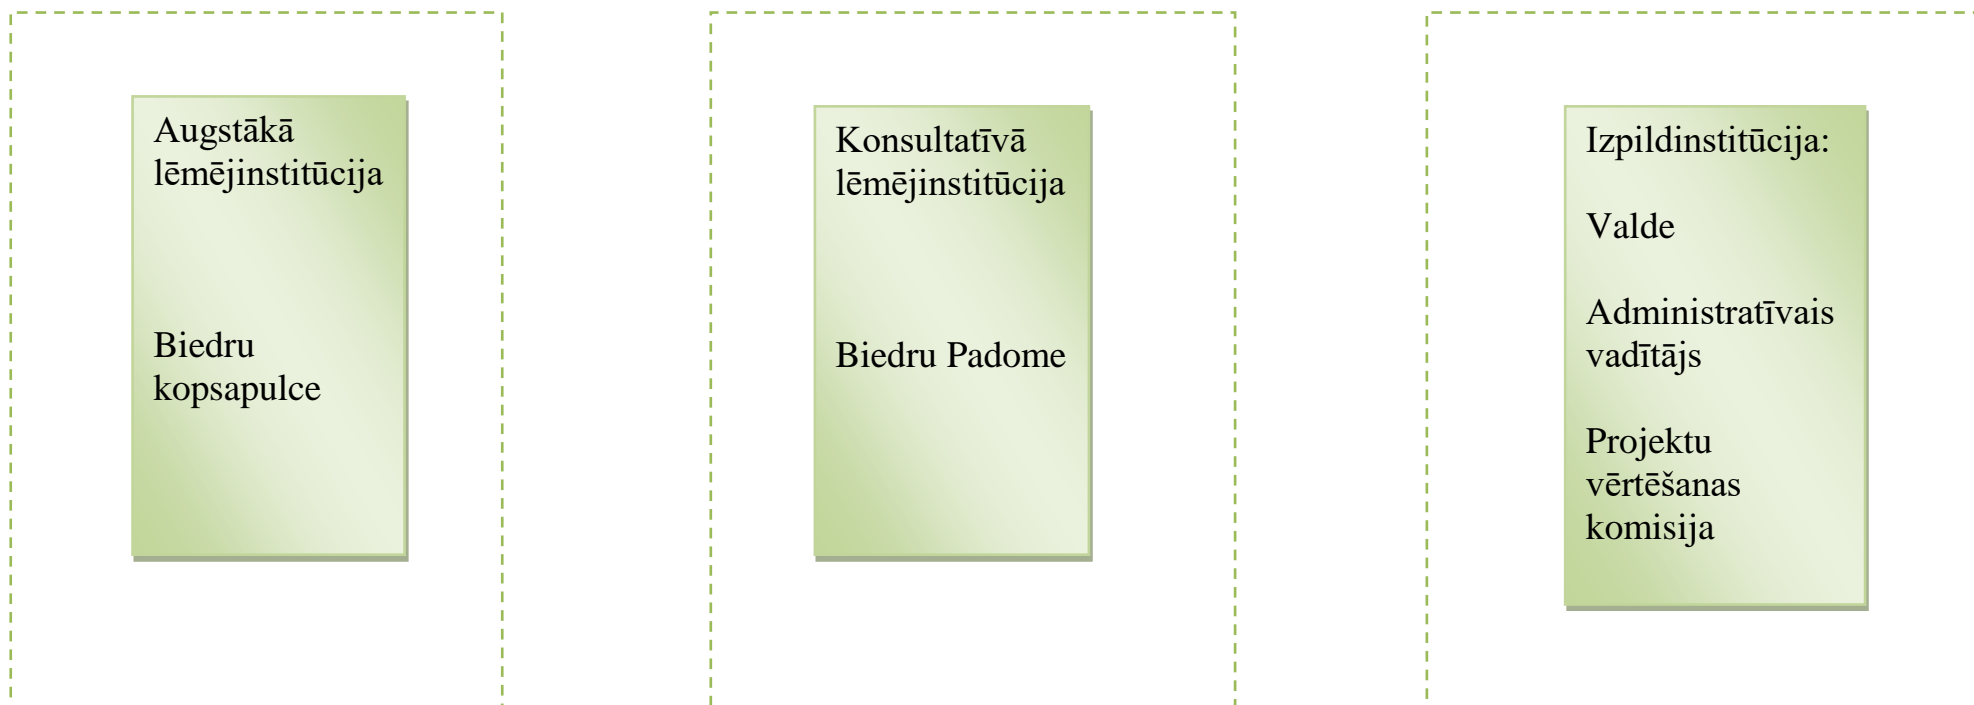 Augstākā
lēmējinstitūcija
Biedru
kopsapulce
Konsultatīvā
lēmējinstitūcija
Biedru Padome
Izpildinstitūcija:
Valde
Administratīvais
vadītājs
Projektu
vērtēšanas
komisija